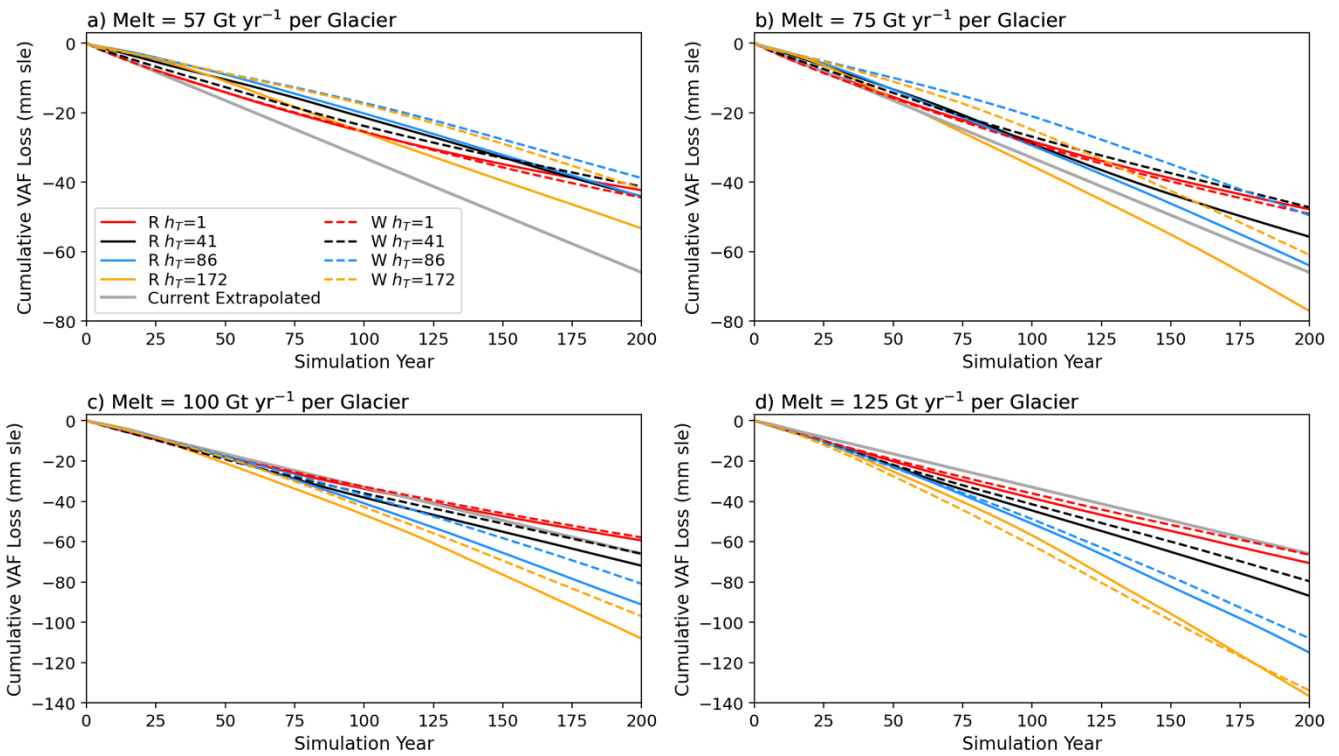 a) Melt = 57 Gt yr⁻¹ per Glacier
Cumulative VAF Loss (mm sle)
0
−20
−40
−60
−80
R h_T=1
R h_T=41
R h_T=86
R h_T=172
Current Extrapolated
W h_T=1
W h_T=41
W h_T=86
W h_T=172
0 25 50 75 100 125 150 175 200
Simulation Year
b) Melt = 75 Gt yr⁻¹ per Glacier
Cumulative VAF Loss (mm sle)
0
−20
−40
−60
−80
0 25 50 75 100 125 150 175 200
Simulation Year
c) Melt = 100 Gt yr⁻¹ per Glacier
Cumulative VAF Loss (mm sle)
0
−20
−40
−60
−80
−100
−120
−140
0 25 50 75 100 125 150 175 200
Simulation Year
d) Melt = 125 Gt yr⁻¹ per Glacier
Cumulative VAF Loss (mm sle)
0
−20
−40
−60
−80
−100
−120
−140
0 25 50 75 100 125 150 175 200
Simulation Year